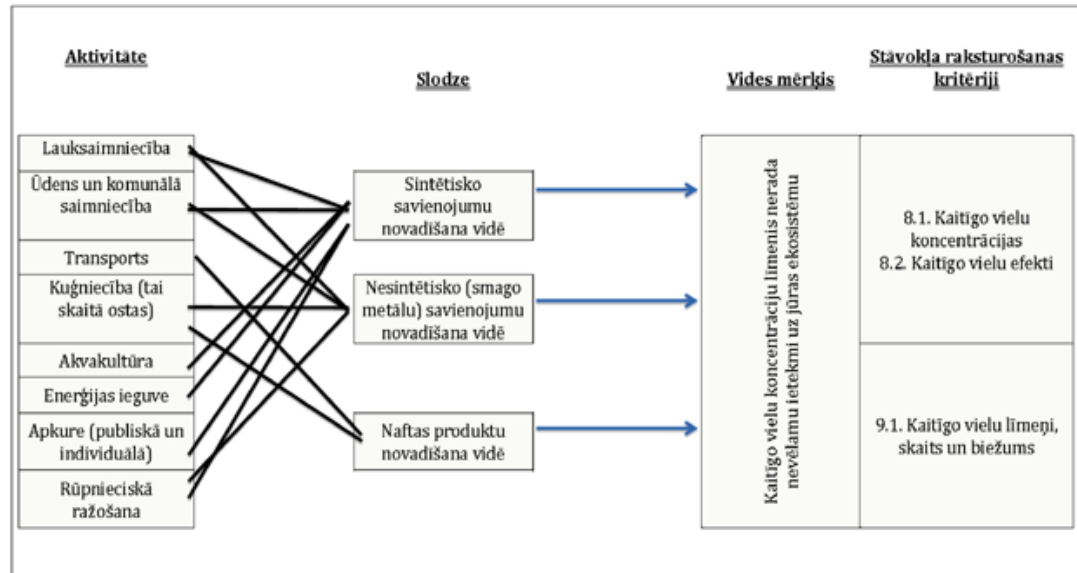 Aktivitāte
Slodze
Vides mērķis
Stāvokļa raksturošanas
kritēriji
Lauksaimniecība
Ūdens un komunālā
saimniecība
Transports
Kuģniecība (tai
skaitā ostas)
Akvakultūra
Enerģijas ieguve
Apkure (publiskā un
individuālā)
Rūpnieciskā
ražošana
Sintētisko
savienojumu
novadīšana vidē
Nesintētisko (smago
metālu) savienojumu
novadīšana vidē
Naftas produktu
novadīšana vidē
Kaitīgo vielu koncentrāciju līmenis nerada
nevēlamu ietekmi uz jūras ekosistēmu
8.1. Kaitīgo vielu
koncentrācijas
8.2. Kaitīgo vielu efekti
9.1. Kaitīgo vielu līmeņi,
skaits un biežums